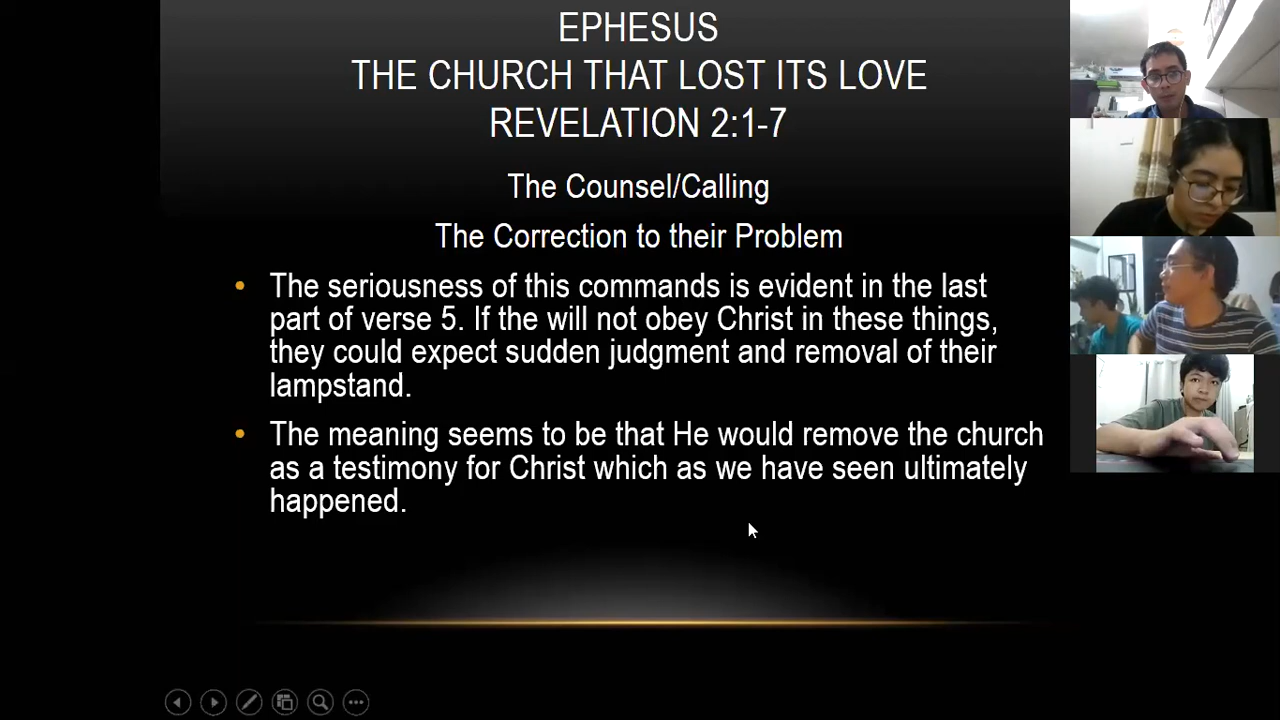 EPHESUS
THE CHURCH THAT LOST ITS LOVE
REVELATION 2:1-7
The Counsel/Calling
The Correction to their Problem
• The seriousness of this commands is evident in the last
part of verse 5. If the will not obey Christ in these things,
they could expect sudden judgment and removal of their
lampstand.
• The meaning seems to be that He would remove the church
as a testimony for Christ which as we have seen ultimately
happened.